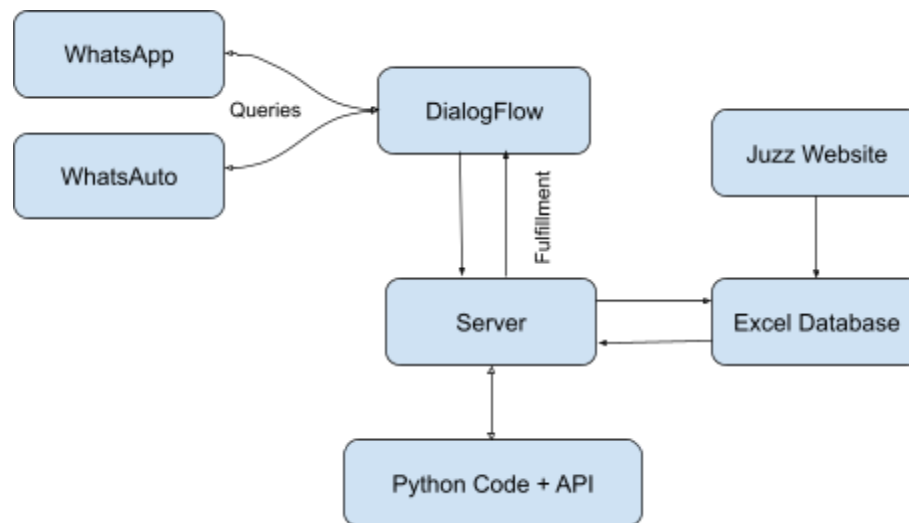 WhatsApp
Queries
DialogFlow
WhatsAuto
Juzz Website
Fulfillment
Server
Excel Database
Python Code + API